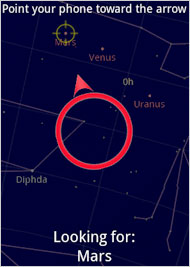 Point your phone toward the arrow
Mars
Venus
0h
Uranus
Diphda
Looking for:
Mars